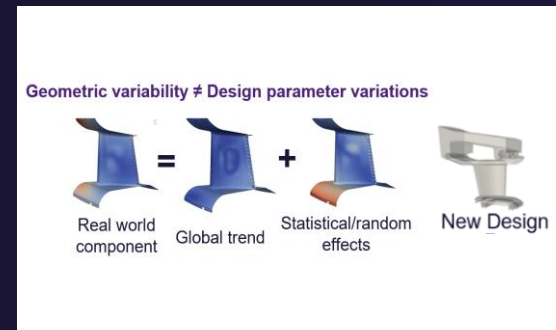 Geometric variability ≠ Design parameter variations
=
+
Real world
component
Global trend
Statistical/random
effects
New Design